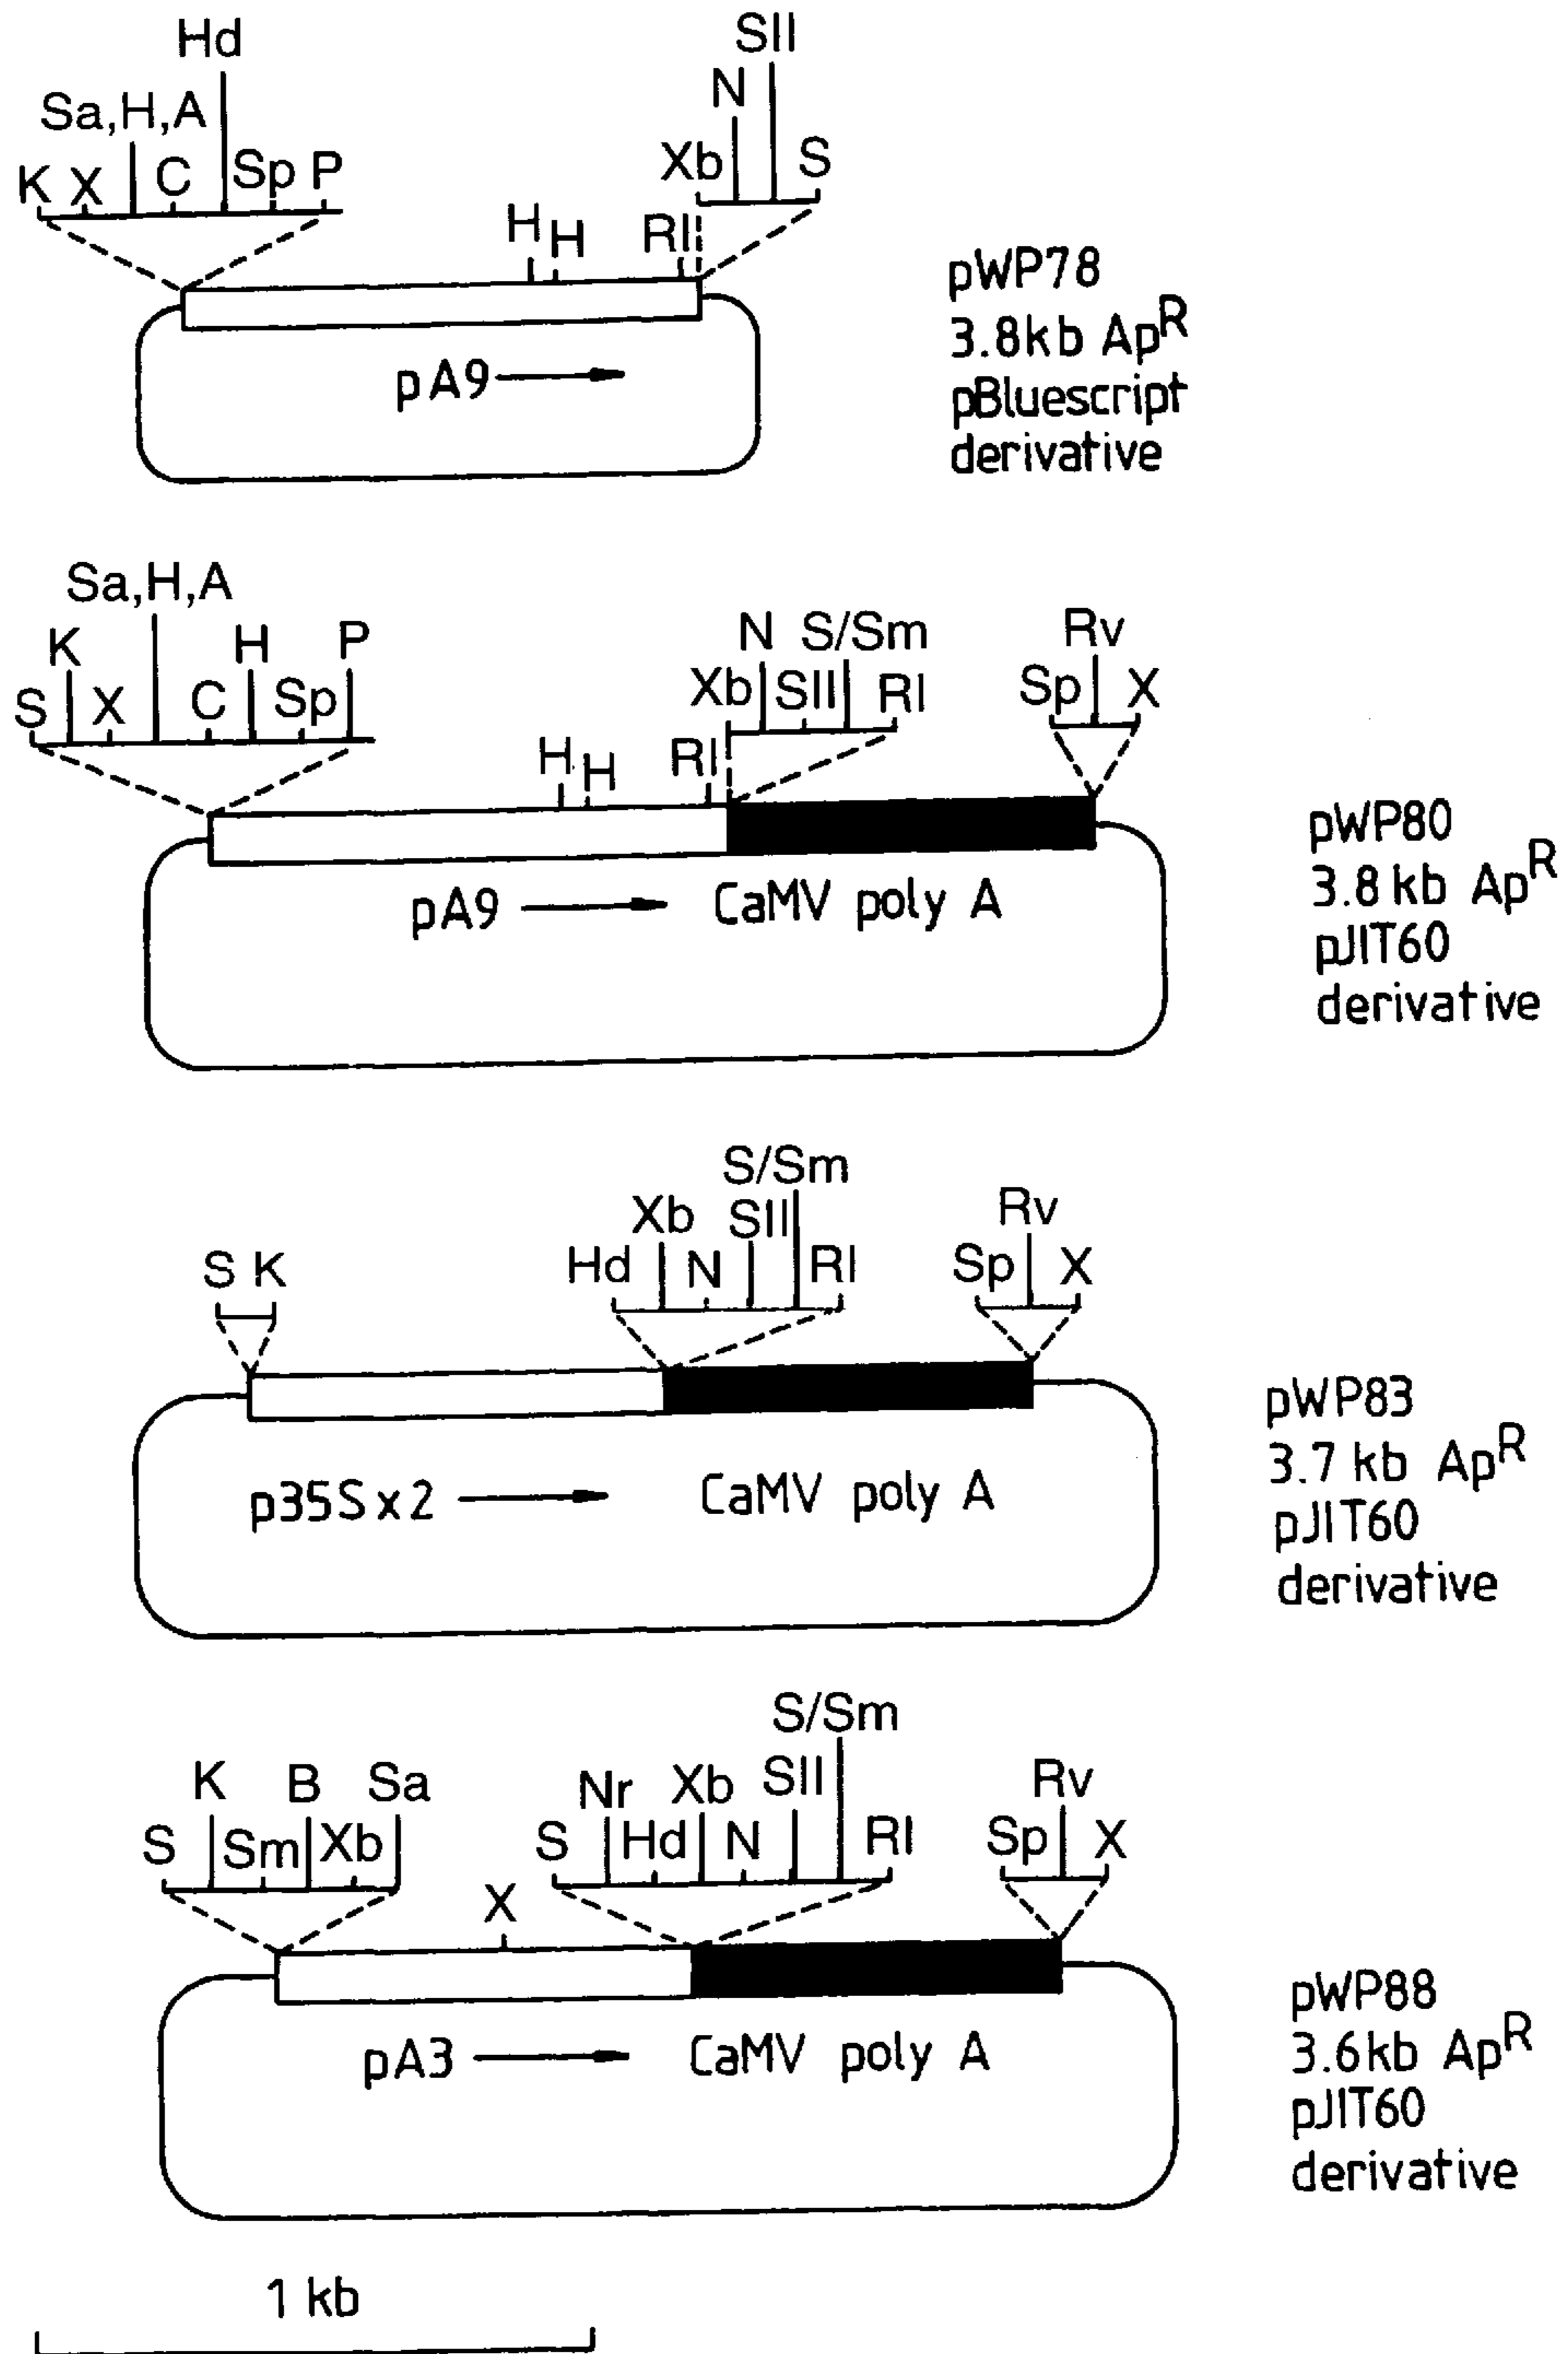 Hd
SII
Sa,H,A
N
K X C Sp P
Xb S
H H RI
pWP78
3.8kb ApR
pBluescript
derivative
pA9
Sa,H,A
K H P
N S/Sm
Rv
S X C Sp
Xb SII RI
Sp X
H H RI
pWP80
3.8kb ApR
pJIT60
derivative
pA9 CaMV poly A
S/Sm
Xb SII
Rv
S K
Hd N RI
Sp X
pWP83
3.7 kb ApR
pJIT60
derivative
p35S x 2 CaMV poly A
S/Sm
K B Sa
Nr Xb SII
Rv
S Sm Xb
S Hd N RI
Sp X
X
pWP88
3.6kb ApR
pJIT60
derivative
pA3 CaMV poly A
1 kb